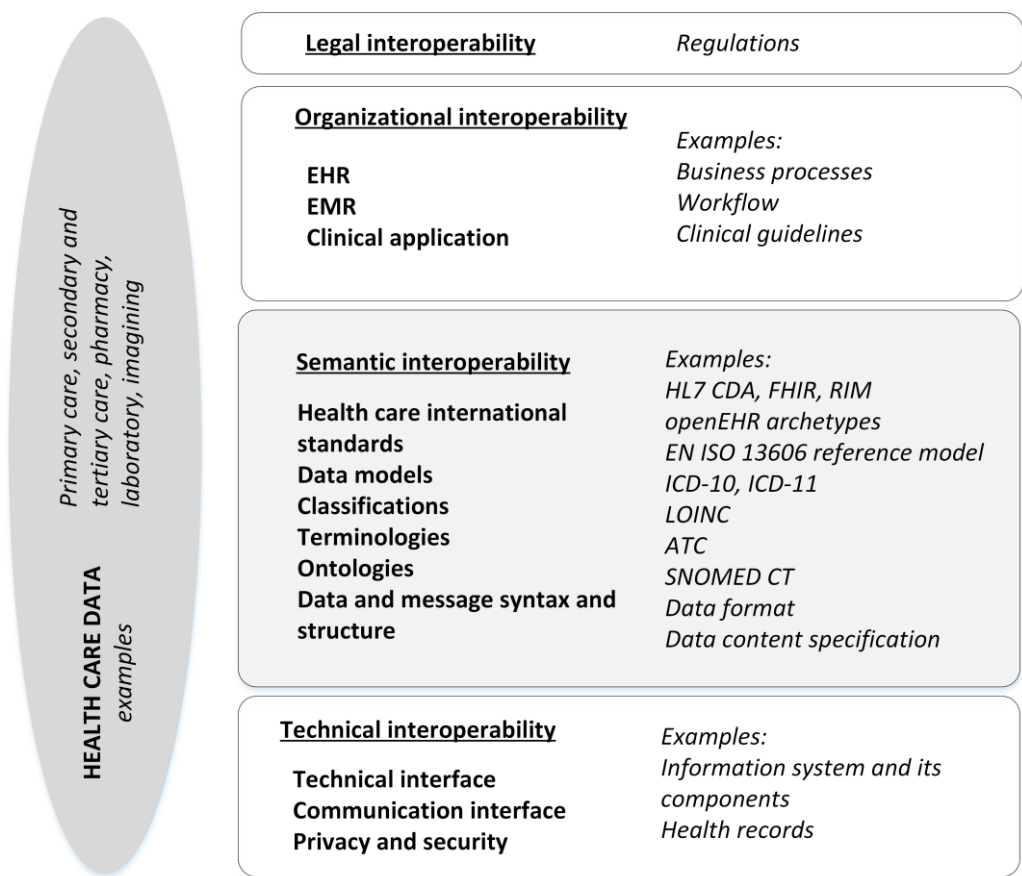 Legal interoperability
Regulations
Organizational interoperability
EHR
EMR
Clinical application
Examples:
Business processes
Workflow
Clinical guidelines
Semantic interoperability
Health care international
standards
Data models
Classifications
Terminologies
Ontologies
Data and message syntax and
structure
Examples:
HL7 CDA, FHIR, RIM
openEHR archetypes
EN ISO 13606 reference model
ICD-10, ICD-11
LOINC
ATC
SNOMED CT
Data format
Data content specification
Technical interoperability
Technical interface
Communication interface
Privacy and security
Examples:
Information system and its
components
Health records
HEALTH CARE DATA
examples
Primary care, secondary and
tertiary care, pharmacy,
laboratory, imagining